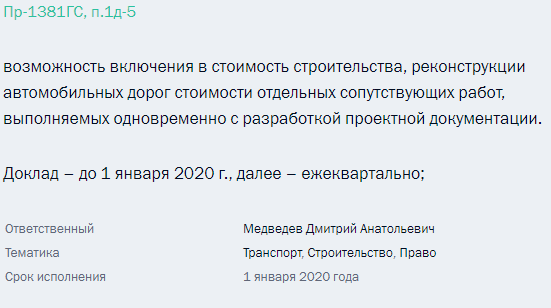 Пр-1381ГС, п.1д-5
возможность включения в стоимость строительства, реконструкции
автомобильных дорог стоимости отдельных сопутствующих работ,
выполняемых одновременно с разработкой проектной документации.
Доклад – до 1 января 2020 г., далее – ежеквартально;
Ответственный Медведев Дмитрий Анатольевич
Тематика Транспорт, Строительство, Право
Срок исполнения 1 января 2020 года